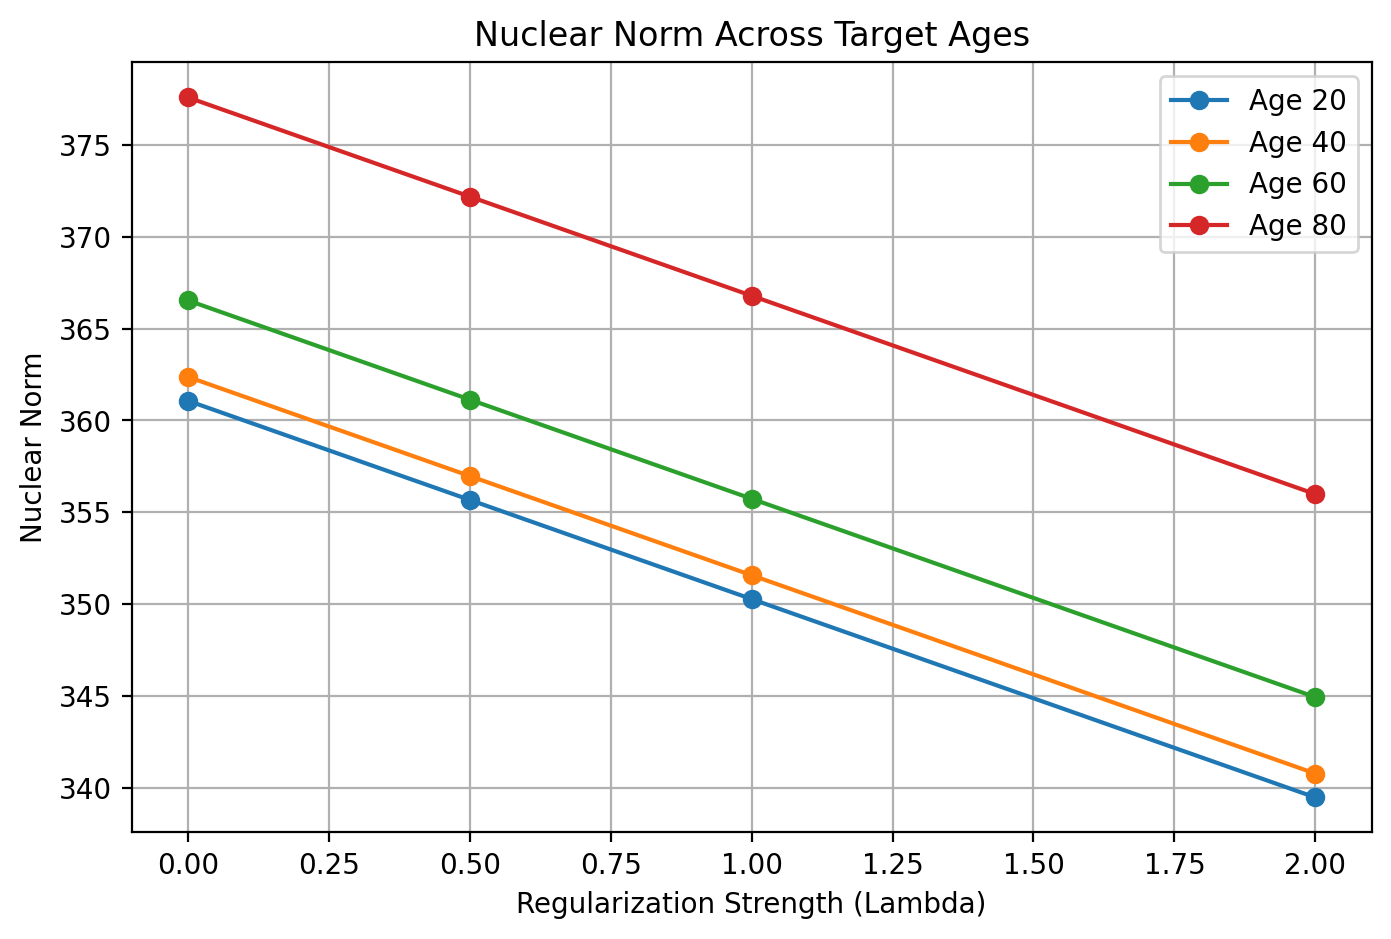 Nuclear Norm Across Target Ages
Age 20
Age 40
Age 60
Age 80
Nuclear Norm
375
370
365
360
355
350
345
340
0.00 0.25 0.50 0.75 1.00 1.25 1.50 1.75 2.00
Regularization Strength (Lambda)